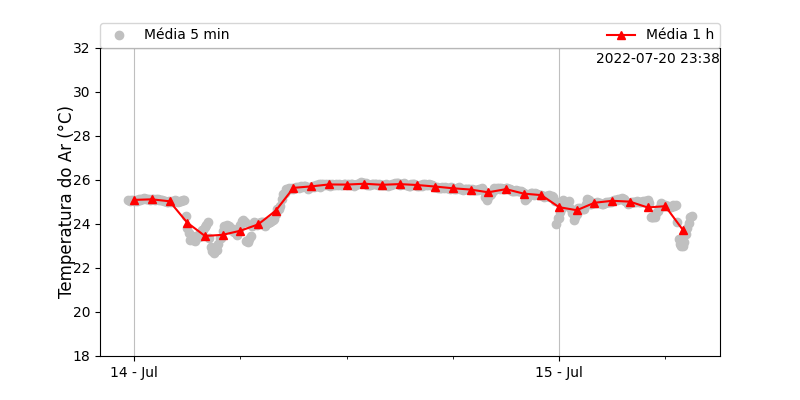 Média 5 min
Média 1 h
2022-07-20 23:38
Temperatura do Ar (°C)
32
30
28
26
24
22
20
18
14 - Jul
15 - Jul